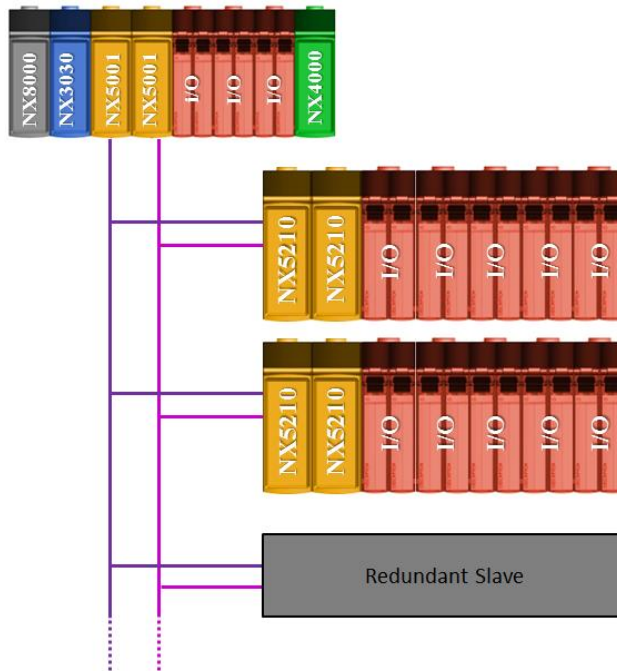 NX8000
NX3030
NX5001
NX5001
I/O
I/O
I/O
NX4000
NX5210
NX5210
I/O
I/O
I/O
I/O
I/O
NX5210
NX5210
I/O
I/O
I/O
I/O
I/O
Redundant Slave